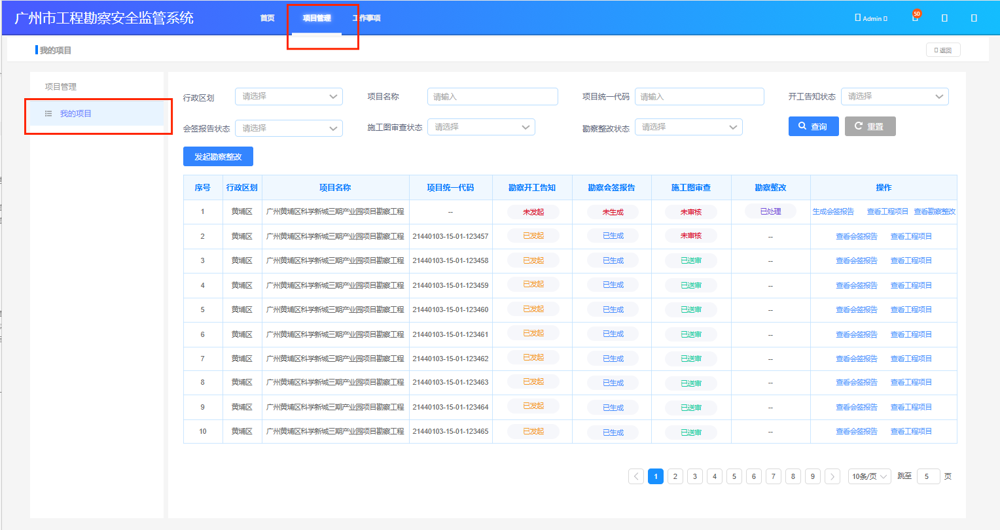 广州市工程勘察安全监管系统 首页 项目管理 工作事项 Admin 50
我的项目 返回
项目管理
我的项目
行政区划 请选择 项目名称 请输入 项目统一代码 请输入 开工告知状态 请选择
会签报告状态 请选择 施工图审查状态 请选择 勘察整改状态 请选择 查询 重置
发起勘察整改
序号 行政区划 项目名称 项目统一代码 勘察开工告知 勘察会签报告 施工图审查 勘察整改 操作
1 黄埔区 广州黄埔区科学新城三期产业园项目勘察工程 -- 未发起 未生成 未审核 已处理 生成会签报告 查看工程项目 查看勘察整改
2 黄埔区 广州黄埔区科学新城三期产业园项目勘察工程 21440103-15-01-123457 已发起 已生成 未审核 -- 查看会签报告 查看工程项目
3 黄埔区 广州黄埔区科学新城三期产业园项目勘察工程 21440103-15-01-123458 已发起 已生成 已送审 -- 查看会签报告 查看工程项目
4 黄埔区 广州黄埔区科学新城三期产业园项目勘察工程 21440103-15-01-123459 已发起 已生成 已送审 -- 查看会签报告 查看工程项目
5 黄埔区 广州黄埔区科学新城三期产业园项目勘察工程 21440103-15-01-123460 已发起 已生成 已送审 -- 查看会签报告 查看工程项目
6 黄埔区 广州黄埔区科学新城三期产业园项目勘察工程 21440103-15-01-123461 已发起 已生成 已送审 -- 查看会签报告 查看工程项目
7 黄埔区 广州黄埔区科学新城三期产业园项目勘察工程 21440103-15-01-123462 已发起 已生成 已送审 -- 查看会签报告 查看工程项目
8 黄埔区 广州黄埔区科学新城三期产业园项目勘察工程 21440103-15-01-123463 已发起 已生成 已送审 -- 查看会签报告 查看工程项目
9 黄埔区 广州黄埔区科学新城三期产业园项目勘察工程 21440103-15-01-123464 已发起 已生成 已送审 -- 查看会签报告 查看工程项目
10 黄埔区 广州黄埔区科学新城三期产业园项目勘察工程 21440103-15-01-123465 已发起 已生成 已送审 -- 查看会签报告 查看工程项目
1 2 3 4 5 6 7 8 9 10条/页 跳至 5 页